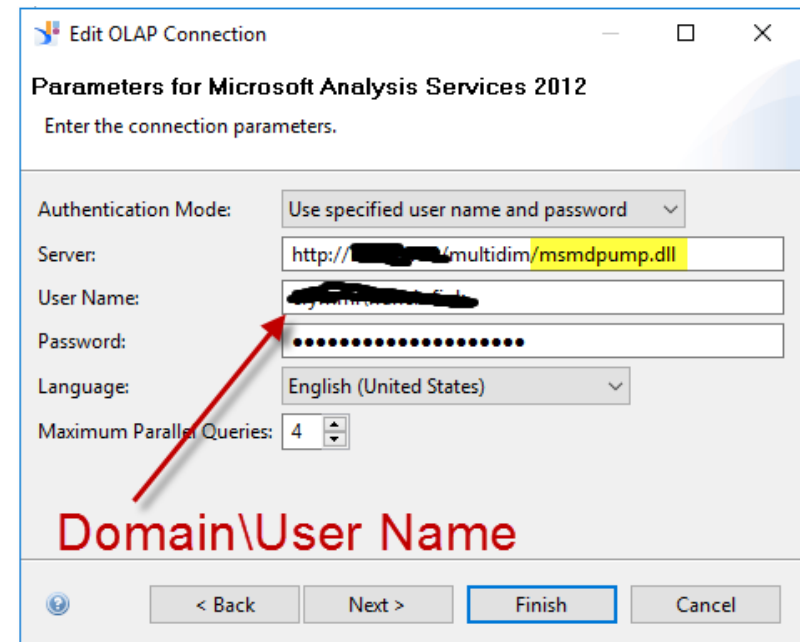 Edit OLAP Connection
Parameters for Microsoft Analysis Services 2012
Enter the connection parameters.
Authentication Mode: Use specified user name and password
Server: http:// /multidim/msmdpump.dll
User Name:
Password: ●●●●●●●●●●●●●●●●●●●●
Language: English (United States)
Maximum Parallel Queries: 4
Domain\User Name
< Back Next > Finish Cancel